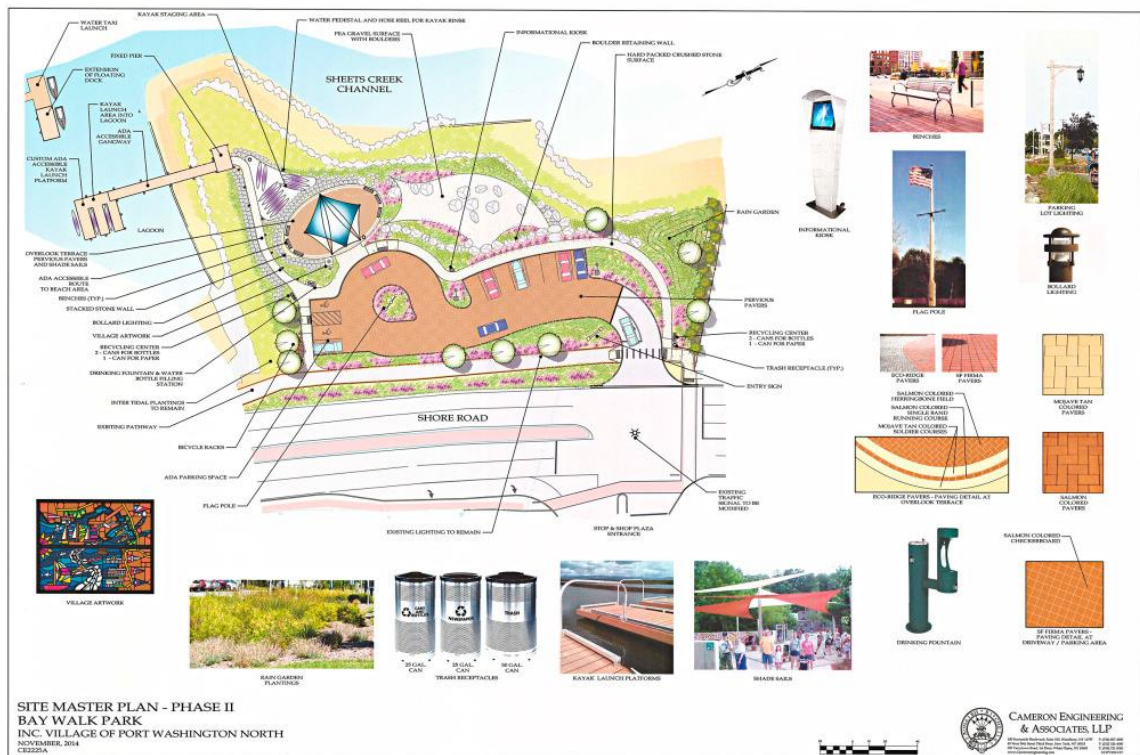 WATER TAXI
LAUNCH
EXTENSION
OF FLOATING
DOCK
KAYAK
LAUNCH
AREA INTO
LAGOON
ADA
ACCESSIBLE
GANGWAY
CUSTOM ADA
ACCESSIBLE
KAYAK
LAUNCH
PLATFORM
KAYAK STAGING AREA
FIXED PIER
WATER PEDESTAL AND HOSE REEL FOR KAYAK RINSE
PEA GRAVEL SURFACE
WITH BOULDERS
SHEETS CREEK
CHANNEL
INFORMATIONAL KIOSK
BOULDER RETAINING WALL
HARD PACKED CRUSHED STONE
SURFACE
LAGOON
OVERLOOK TERRACE
PERVIOUS PAVERS
AND SHADE SAILS
ADA ACCESSIBLE
ROUTE
TO BEACH AREA
BENCHES (TYP.)
STACKED STONE WALL
BOLLARD LIGHTING
VILLAGE ARTWORK
RECYCLING CENTER
2 - CANS FOR BOTTLES
1 - CAN FOR PAPER
DRINKING FOUNTAIN & WATER
BOTTLE FILLING
STATION
INTER TIDAL PLANTINGS
TO REMAIN
EXISTING PATHWAY
BICYCLE RACKS
ADA PARKING SPACE
FLAG POLE
EXISTING LIGHTING TO REMAIN
SHORE ROAD
STOP & SHOP PLAZA
ENTRANCE
EXISTING
TRAFFIC
SIGNAL TO BE
MODIFIED
RAIN GARDEN
PERVIOUS
PAVERS
RECYCLING CENTER
2 - CANS FOR BOTTLES
1 - CAN FOR PAPER
TRASH RECEPTACLE (TYP.)
ENTRY SIGN
INFORMATIONAL
KIOSK
BENCHES
FLAG POLE
PARKING
LOT LIGHTING
BOLLARD
LIGHTING
ECO-RIDGE
PAVERS
SF FIRMA
PAVERS
MOJAVE TAN
COLORED
PAVERS
SALMON COLORED
HERRINGBONE FIELD
SALMON COLORED
SINGLE BAND
RUNNING COURSE
MOJAVE TAN COLORED
SOLDIER COURSES
ECO-RIDGE PAVERS - PAVING DETAIL AT
OVERLOOK TERRACE
SALMON
COLORED
PAVERS
VILLAGE ARTWORK
RAIN GARDEN
PLANTINGS
CANS
AND
BOTTLES
NEWSPAPER
TRASH
25 GAL.
CAN
25 GAL.
CAN
50 GAL.
CAN
TRASH RECEPTACLES
KAYAK LAUNCH PLATFORMS
SHADE SAILS
DRINKING FOUNTAIN
SALMON COLORED
CHECKERBOARD
SF FIRMA PAVERS -
PAVING DETAIL AT
DRIVEWAY / PARKING AREA
SITE MASTER PLAN - PHASE II
BAY WALK PARK
INC. VILLAGE OF PORT WASHINGTON NORTH
NOVEMBER, 2014
CE2225A
CAMERON ENGINEERING
& ASSOCIATES, LLP